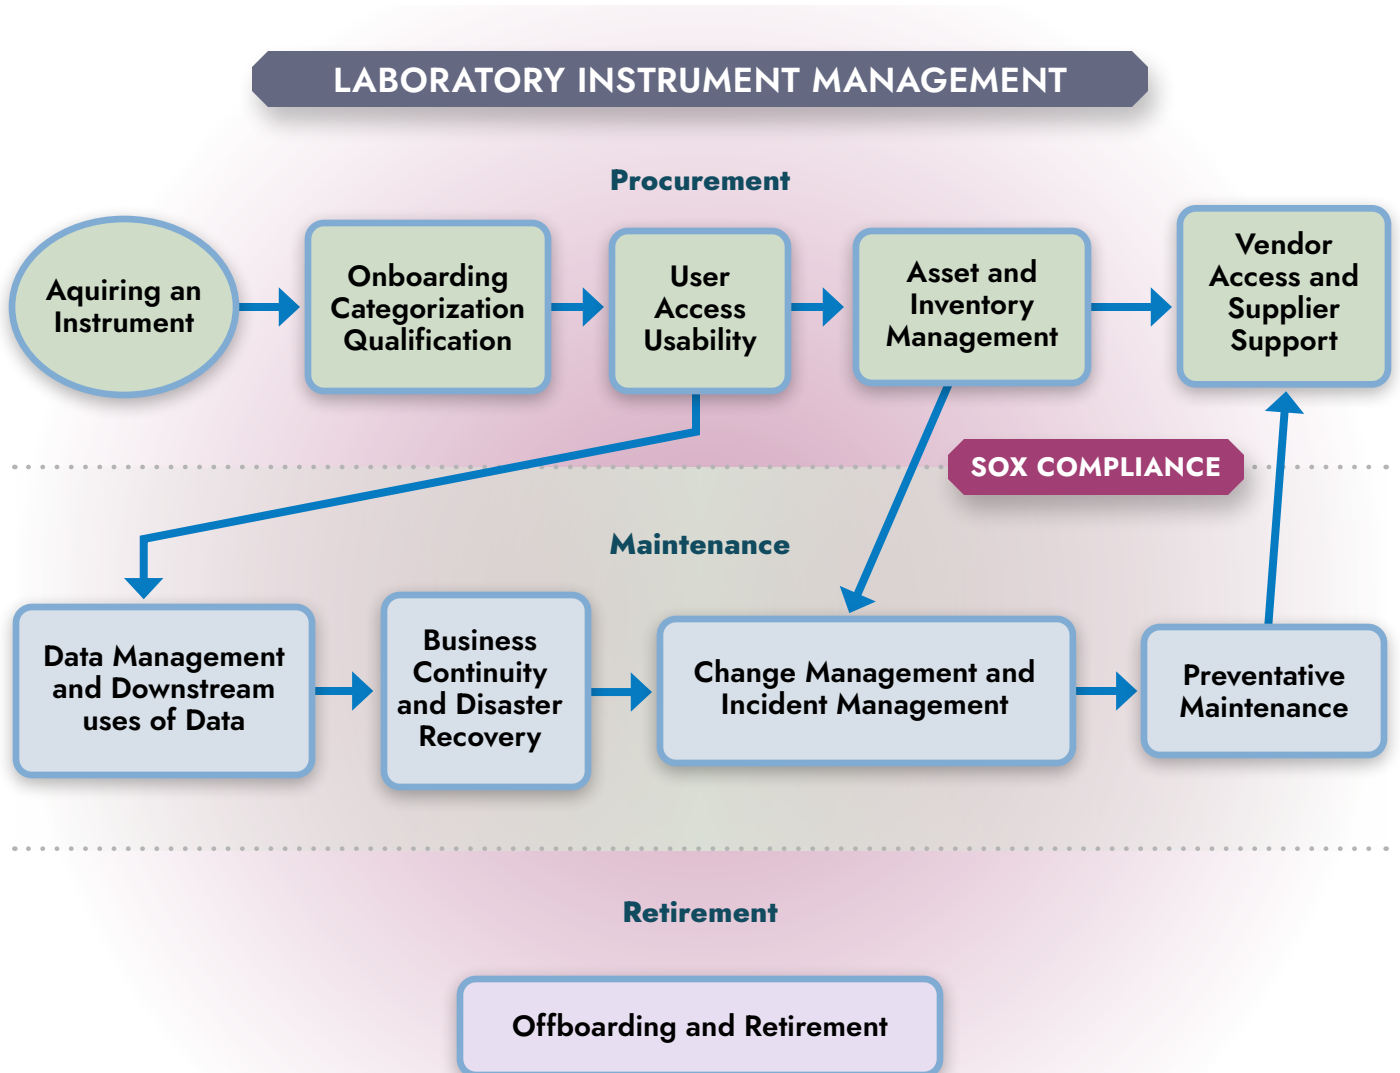 LABORATORY INSTRUMENT MANAGEMENT
Procurement
Aquiring an
Instrument
Onboarding
Categorization
Qualification
User
Access
Usability
Asset and
Inventory
Management
Vendor
Access and
Supplier
Support
SOX COMPLIANCE
Maintenance
Data Management
and Downstream
uses of Data
Business
Continuity
and Disaster
Recovery
Change Management and
Incident Management
Preventative
Maintenance
Retirement
Offboarding and Retirement